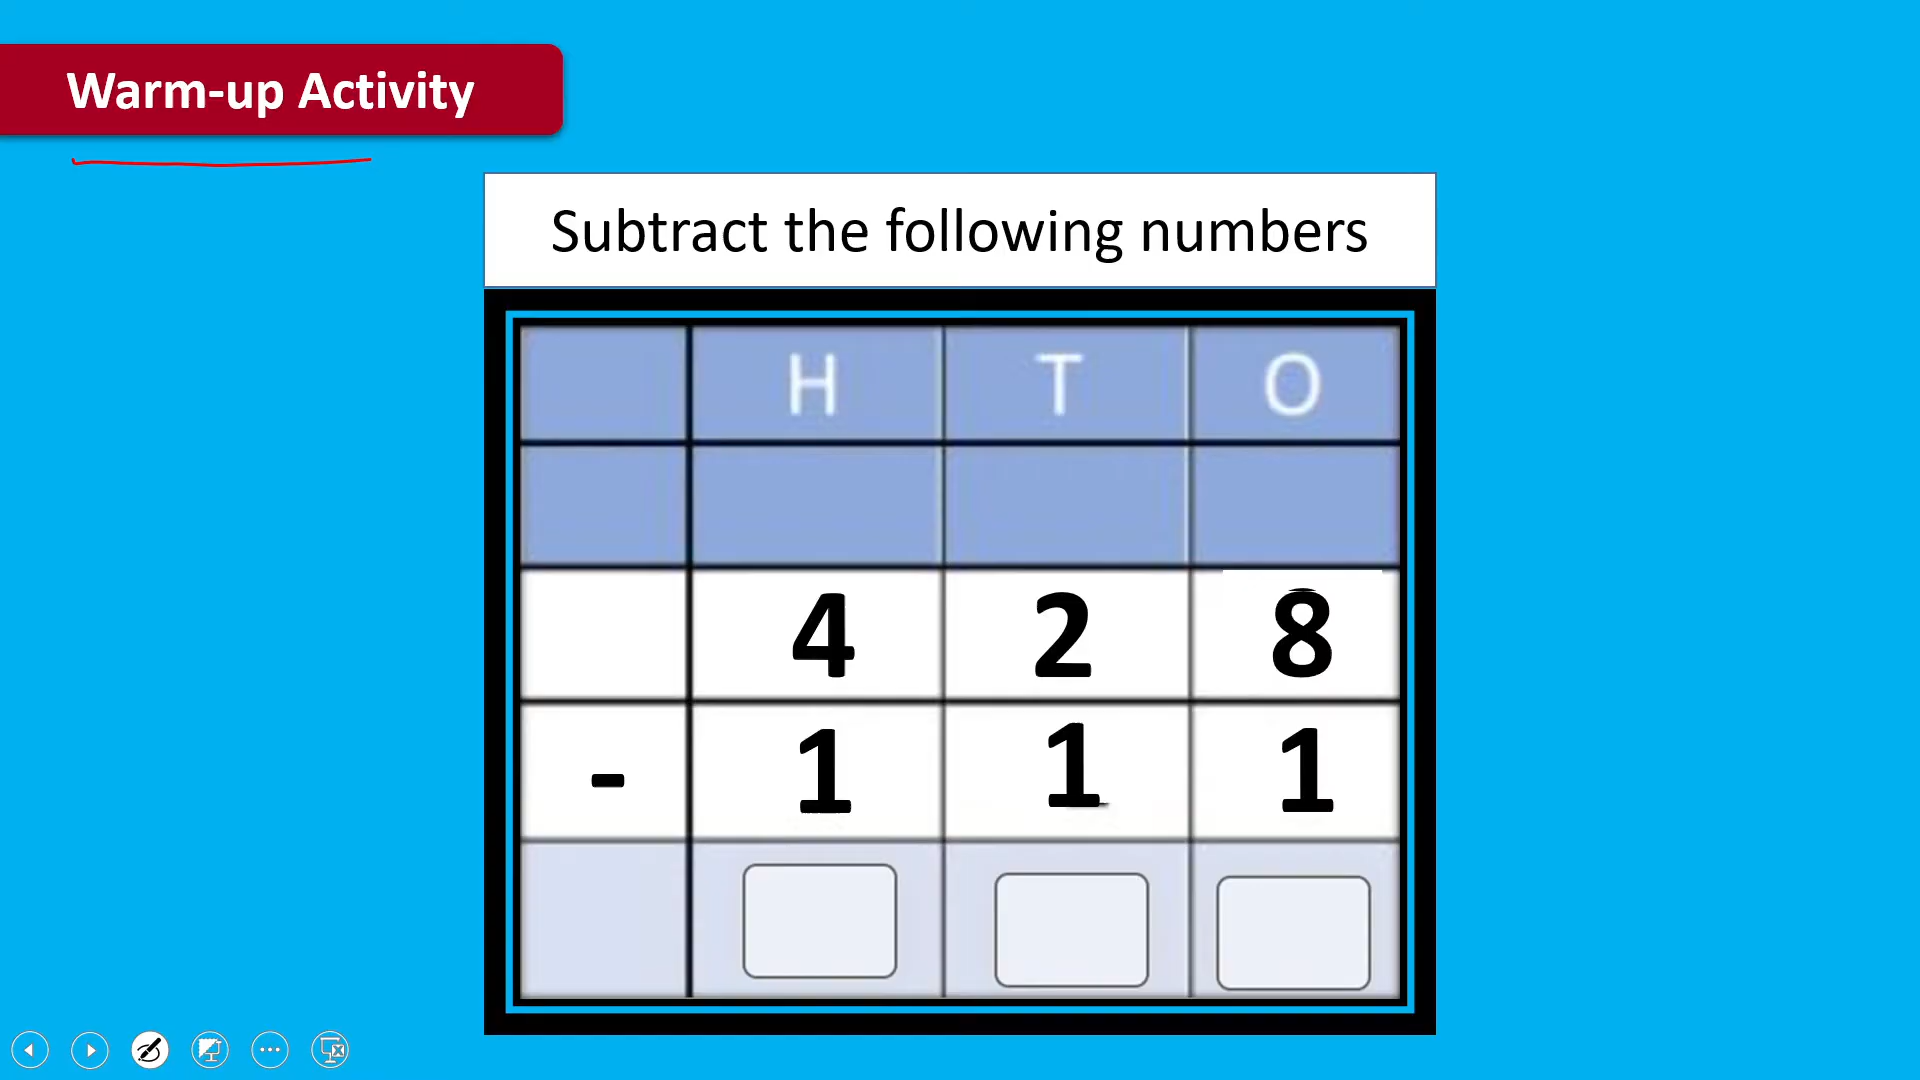 Warm-up Activity
Subtract the following numbers
H T O
4 2 8
- 1 1 1